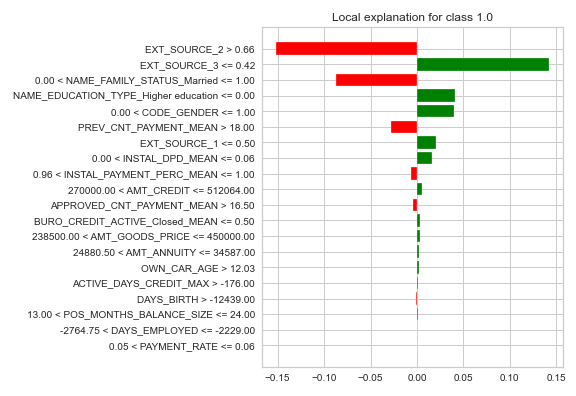 Local explanation for class 1.0
EXT_SOURCE_2 > 0.66
EXT_SOURCE_3 <= 0.42
0.00 < NAME_FAMILY_STATUS_Married <= 1.00
NAME_EDUCATION_TYPE_Higher education <= 0.00
0.00 < CODE_GENDER <= 1.00
PREV_CNT_PAYMENT_MEAN > 18.00
EXT_SOURCE_1 <= 0.50
0.00 < INSTAL_DPD_MEAN <= 0.06
0.96 < INSTAL_PAYMENT_PERC_MEAN <= 1.00
270000.00 < AMT_CREDIT <= 512064.00
APPROVED_CNT_PAYMENT_MEAN > 16.50
BURO_CREDIT_ACTIVE_Closed_MEAN <= 0.50
238500.00 < AMT_GOODS_PRICE <= 450000.00
24880.50 < AMT_ANNUITY <= 34587.00
OWN_CAR_AGE > 12.03
ACTIVE_DAYS_CREDIT_MAX > -176.00
DAYS_BIRTH > -12439.00
13.00 < POS_MONTHS_BALANCE_SIZE <= 24.00
-2764.75 < DAYS_EMPLOYED <= -2229.00
0.05 < PAYMENT_RATE <= 0.06
−0.15 −0.10 −0.05 0.00 0.05 0.10 0.15